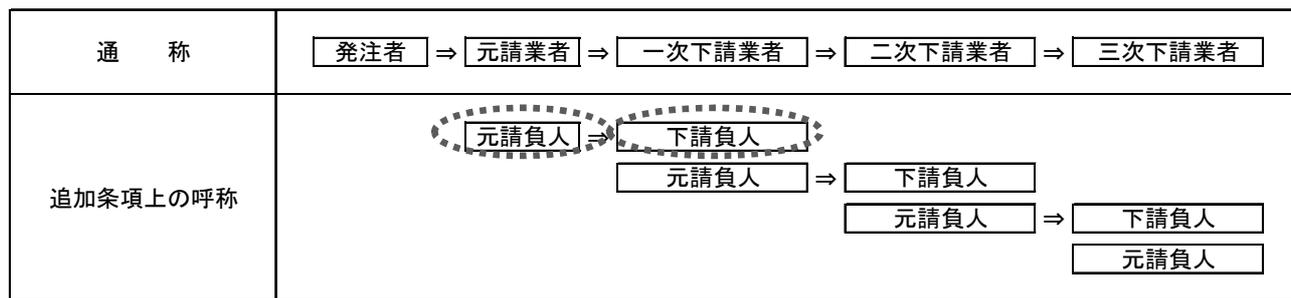 通　称
発注者 ⇒ 元請業者 ⇒ 一次下請業者 ⇒ 二次下請業者 ⇒ 三次下請業者
追加条項上の呼称
元請負人 ⇒ 下請負人
元請負人 ⇒ 下請負人
元請負人 ⇒ 下請負人
元請負人